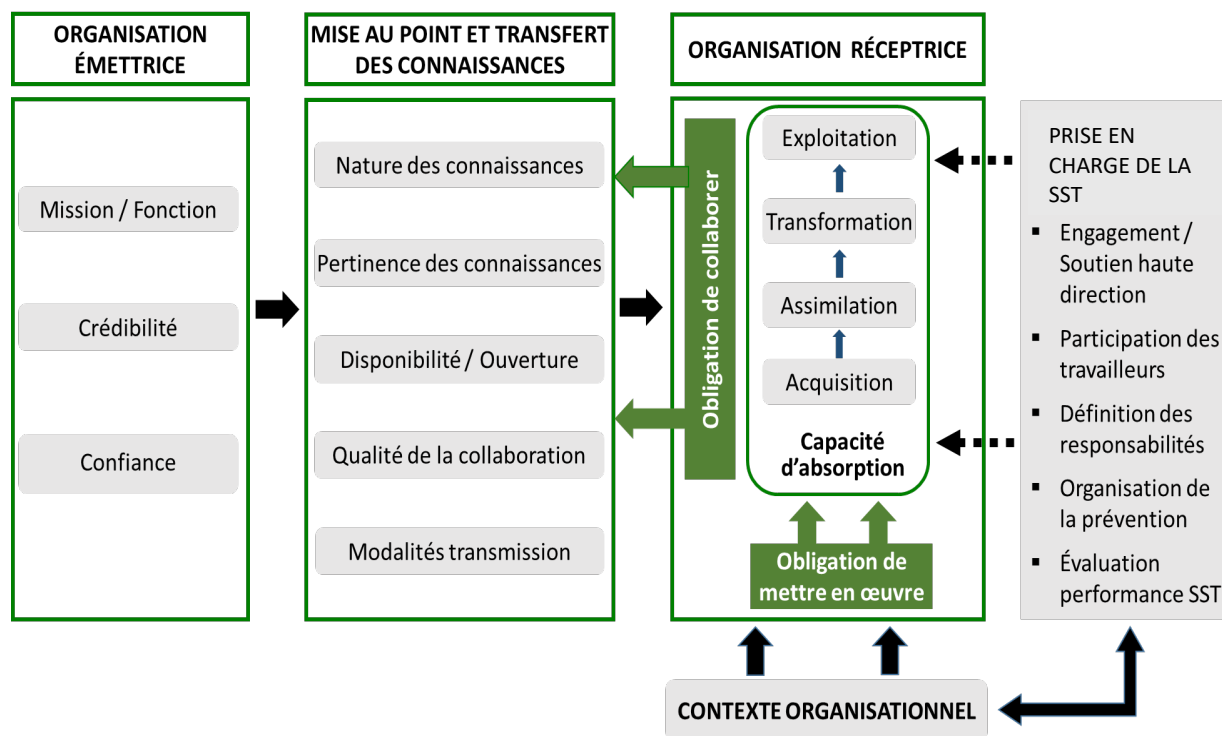 ORGANISATION
ÉMETTRICE
Mission / Fonction
Crédibilité
Confiance
MISE AU POINT ET TRANSFERT
DES CONNAISSANCES
Nature des connaissances
Pertinence des connaissances
Disponibilité / Ouverture
Qualité de la collaboration
Modalités transmission
ORGANISATION RÉCEPTRICE
Obligation de collaborer
Exploitation
Transformation
Assimilation
Acquisition
Capacité
d'absorption
Obligation de
mettre en œuvre
PRISE EN
CHARGE DE LA
SST
▪ Engagement /
Soutien haute
direction
▪ Participation des
travailleurs
▪ Définition des
responsabilités
▪ Organisation de
la prévention
▪ Évaluation
performance SST
CONTEXTE ORGANISATIONNEL